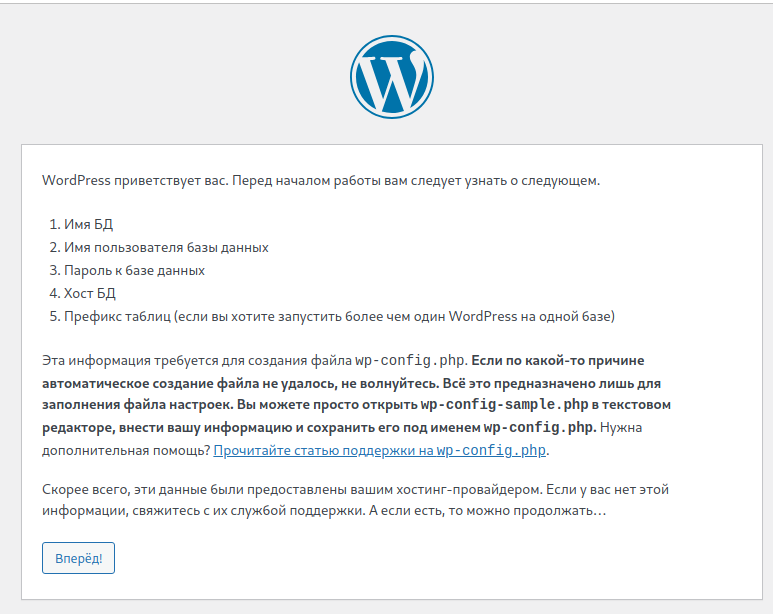 WordPress приветствует вас. Перед началом работы вам следует узнать о следующем.
1. Имя БД
2. Имя пользователя базы данных
3. Пароль к базе данных
4. Хост БД
5. Префикс таблиц (если вы хотите запустить более чем один WordPress на одной базе)
Эта информация требуется для создания файла wp-config.php. Если по какой-то причине
автоматическое создание файла не удалось, не волнуйтесь. Всё это предназначено лишь для
заполнения файла настроек. Вы можете просто открыть wp-config-sample.php в текстовом
редакторе, внести вашу информацию и сохранить его под именем wp-config.php. Нужна
дополнительная помощь? Прочитайте статью поддержки на wp-config.php.
Скорее всего, эти данные были предоставлены вашим хостинг-провайдером. Если у вас нет этой
информации, свяжитесь с их службой поддержки. А если есть, то можно продолжать…
Вперёд!